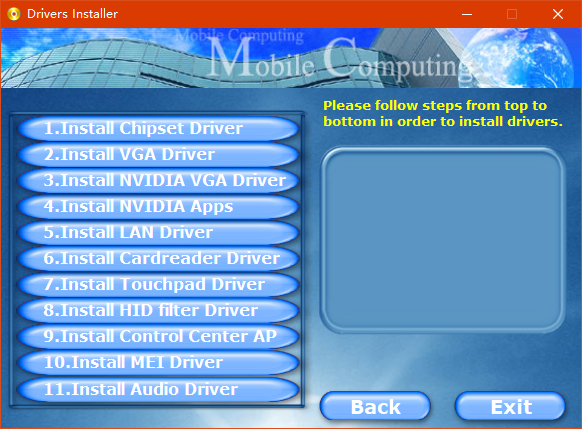 Drivers Installer
Mobile Computing
Mobile Computing
Please follow steps from top to
bottom in order to install drivers.
1.Install Chipset Driver
2.Install VGA Driver
3.Install NVIDIA VGA Driver
4.Install NVIDIA Apps
5.Install LAN Driver
6.Install Cardreader Driver
7.Install Touchpad Driver
8.Install HID filter Driver
9.Install Control Center AP
10.Install MEI Driver
11.Install Audio Driver
Back
Exit